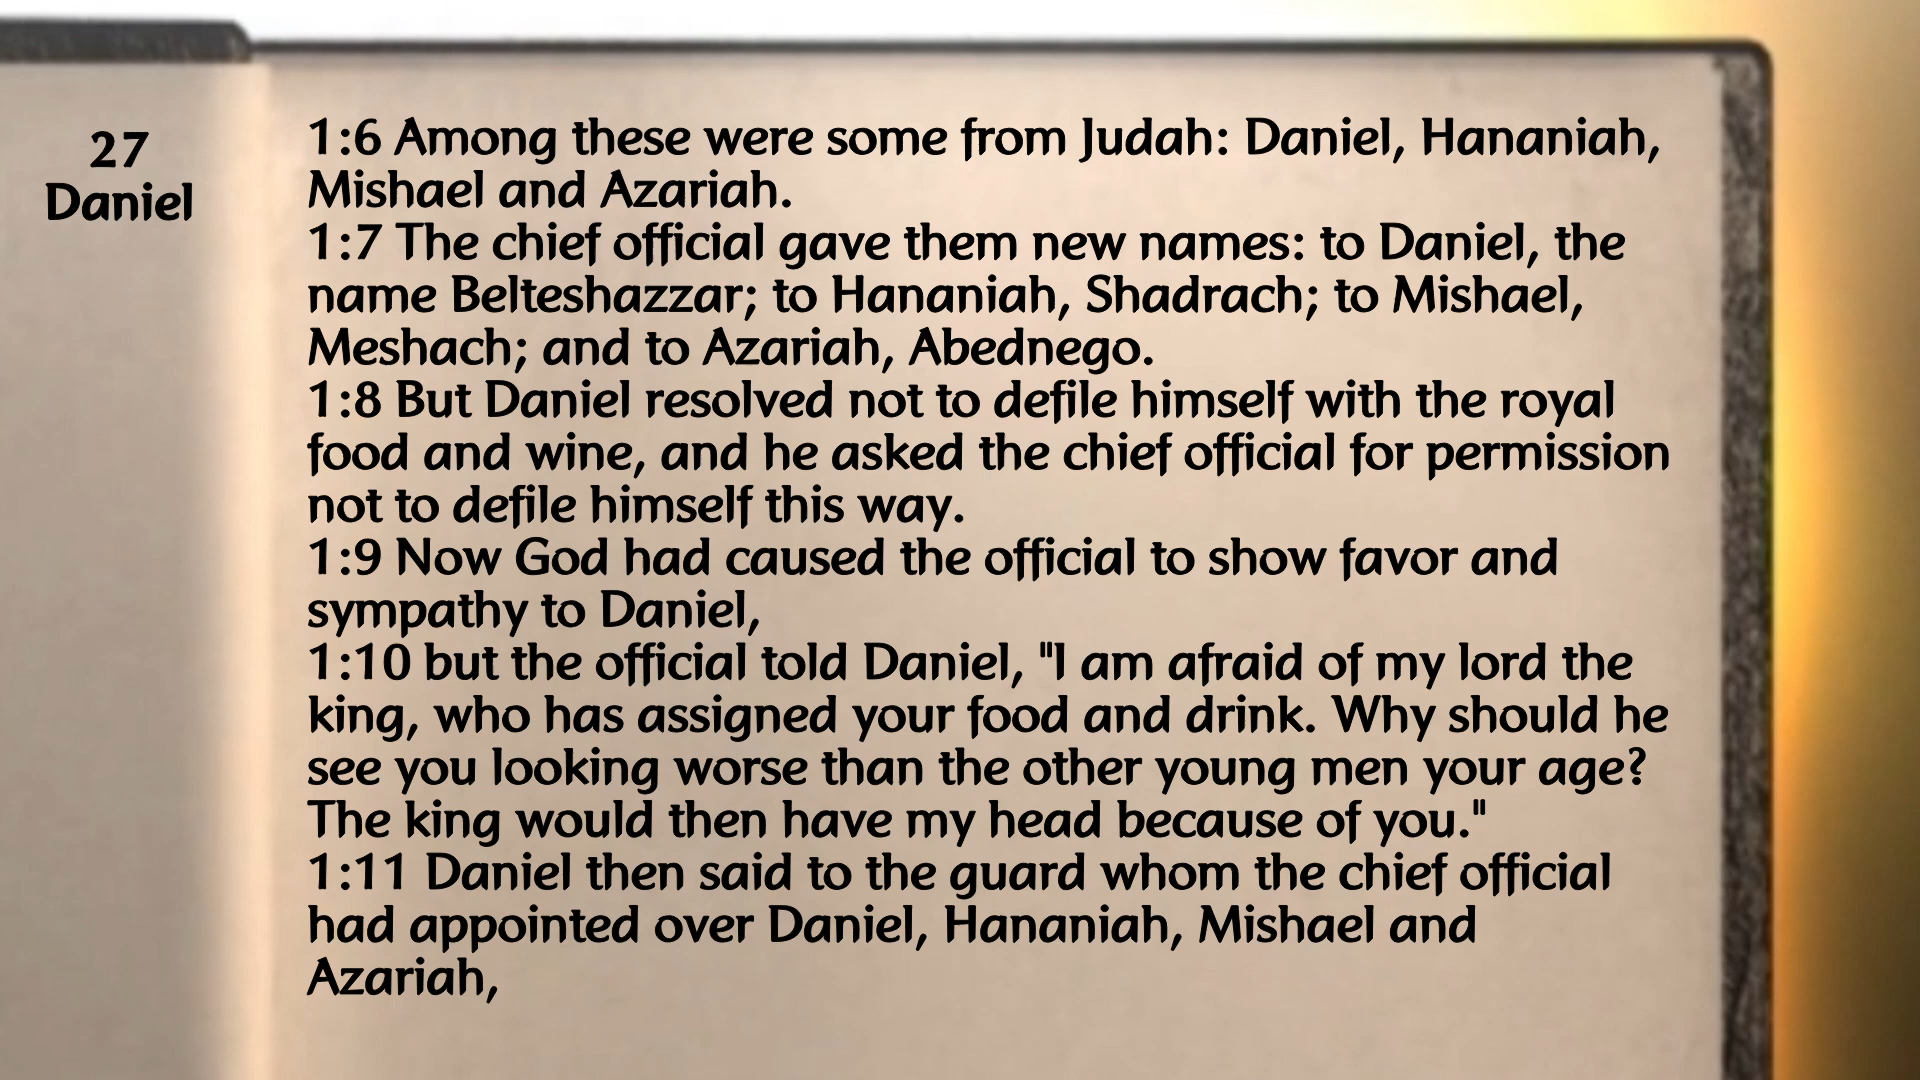 27
Daniel
1:6 Among these were some from Judah: Daniel, Hananiah,
Mishael and Azariah.
1:7 The chief official gave them new names: to Daniel, the
name Belteshazzar; to Hananiah, Shadrach; to Mishael,
Meshach; and to Azariah, Abednego.
1:8 But Daniel resolved not to defile himself with the royal
food and wine, and he asked the chief official for permission
not to defile himself this way.
1:9 Now God had caused the official to show favor and
sympathy to Daniel,
1:10 but the official told Daniel, "I am afraid of my lord the
king, who has assigned your food and drink. Why should he
see you looking worse than the other young men your age?
The king would then have my head because of you."
1:11 Daniel then said to the guard whom the chief official
had appointed over Daniel, Hananiah, Mishael and
Azariah,